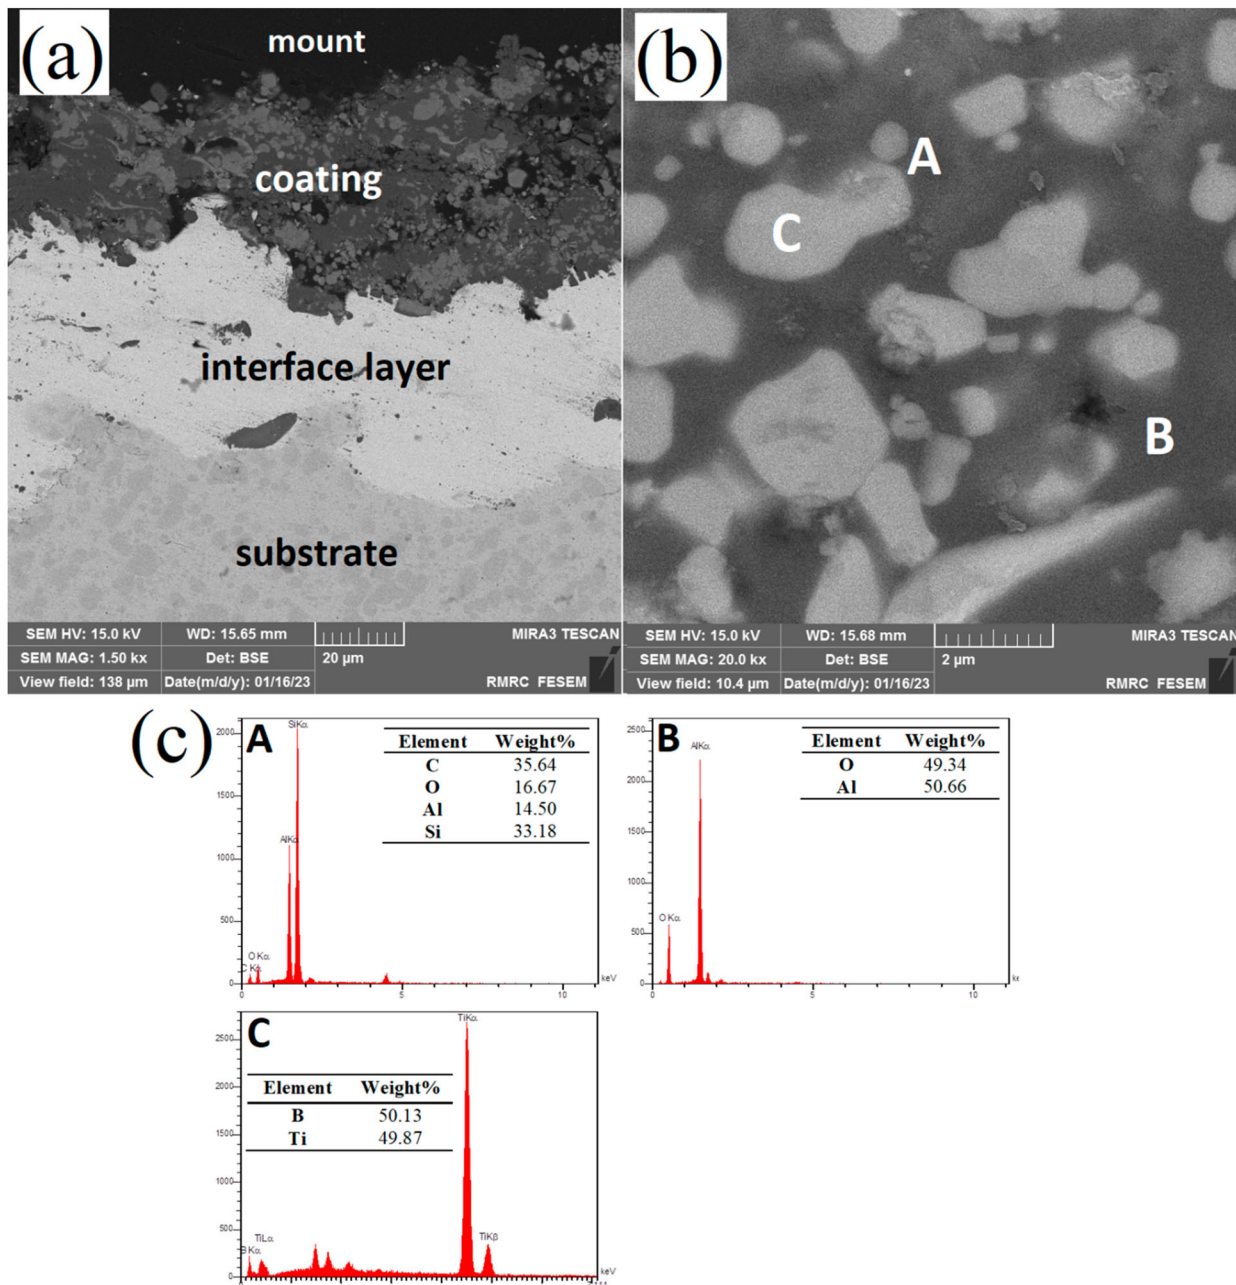 (a)
mount
coating
interface layer
substrate
SEM HV: 15.0 kV
WD: 15.65 mm
MIRA3 TESCAN
SEM MAG: 1.50 kx
Det: BSE
20 µm
View field: 138 µm
Date(m/d/y): 01/16/23
RMRC FESEM
(b)
A
C
B
SEM HV: 15.0 kV
WD: 15.68 mm
MIRA3 TESCAN
SEM MAG: 20.0 kx
Det: BSE
2 µm
View field: 10.4 µm
Date(m/d/y): 01/16/23
RMRC FESEM
(c)
A
SiKα
AlKα
O Kα
C Kα
2000
1500
1000
500
0
0 5 10
keV
Element Weight%
C 35.64
O 16.67
Al 14.50
Si 33.18
B
AlKα
O Kα
2500
2000
1500
1000
500
0
0 5 10
Element Weight%
O 49.34
Al 50.66
C
TiKα
TiKβ
TiLα
B Kα
2500
2000
1500
1000
500
0
Element Weight%
B 50.13
Ti 49.87